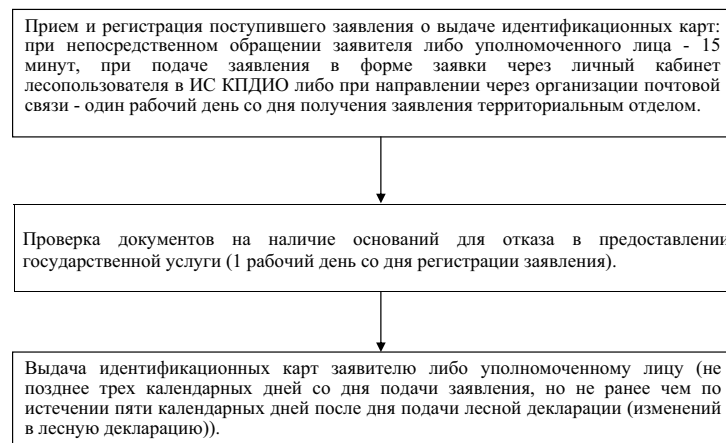 Прием и регистрация поступившего заявления о выдаче идентификационных карт:
при непосредственном обращении заявителя либо уполномоченного лица - 15
минут, при подаче заявления в форме заявки через личный кабинет
лесопользователя в ИС КПДИО либо при направлении через организации почтовой
связи - один рабочий день со дня получения заявления территориальным отделом.
Проверка документов на наличие оснований для отказа в предоставлении
государственной услуги (1 рабочий день со дня регистрации заявления).
Выдача идентификационных карт заявителю либо уполномоченному лицу (не
позднее трех календарных дней со дня подачи заявления, но не ранее чем по
истечении пяти календарных дней после дня подачи лесной декларации (изменений
в лесную декларацию)).